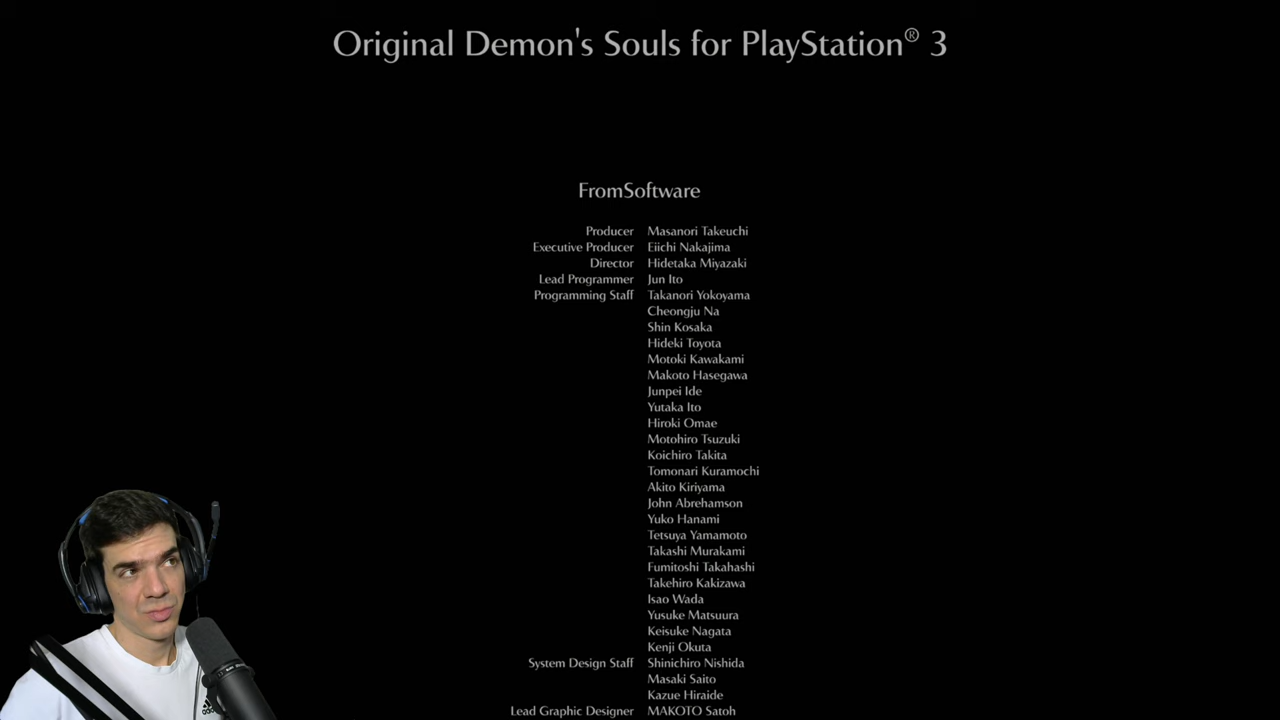 Original Demon's Souls for PlayStation® 3
FromSoftware
Producer Masanori Takeuchi
Executive Producer Eiichi Nakajima
Director Hidetaka Miyazaki
Lead Programmer Jun Ito
Programming Staff Takanori Yokoyama
Cheongju Na
Shin Kosaka
Hideki Toyota
Motoki Kawakami
Makoto Hasegawa
Junpei Ide
Yutaka Ito
Hiroki Omae
Motohiro Tsuzuki
Koichiro Takita
Tomonari Kuramochi
Akito Kiriyama
John Abrehamson
Yuko Hanami
Tetsuya Yamamoto
Takashi Murakami
Fumitoshi Takahashi
Takehiro Kakizawa
Isao Wada
Yusuke Matsuura
Keisuke Nagata
Kenji Okuta
System Design Staff Shinichiro Nishida
Masaki Saito
Kazue Hiraide
Lead Graphic Designer MAKOTO Satoh